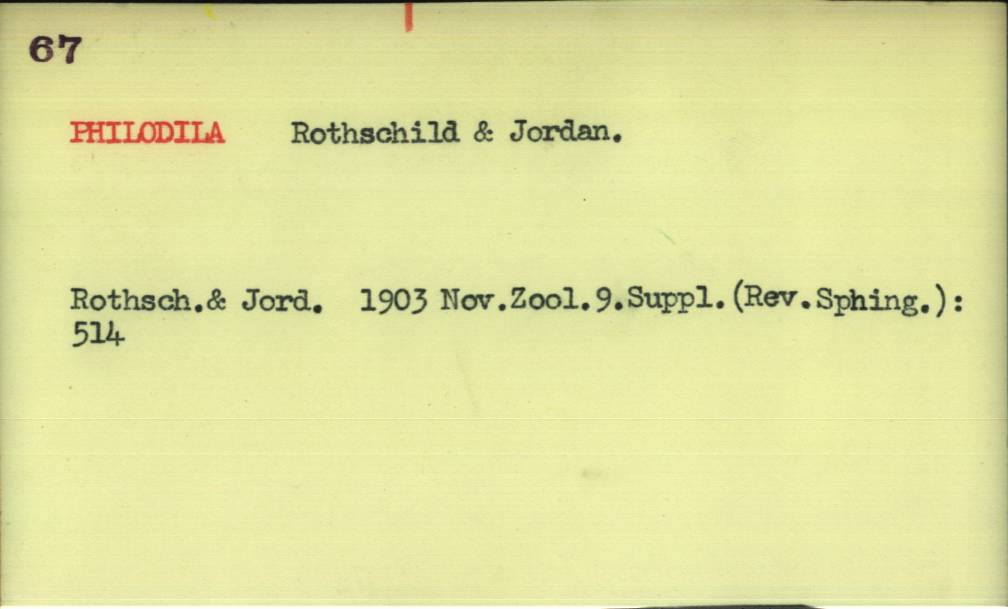 67
PHILODILA Rothschild & Jordan.
Rothsch.& Jord. 1903 Nov.Zool.9.Suppl.(Rev.Sphing.):
514